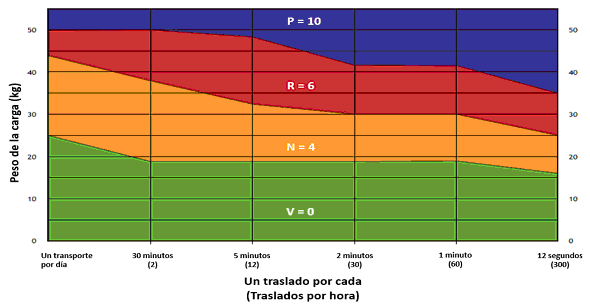 P = 10
R = 6
N = 4
V = 0
Peso de la carga (kg)
50 50
40 40
30 30
20 20
10 10
0 0
Un transporte por día
30 minutos (2)
5 minutos (12)
2 minutos (30)
1 minuto (60)
12 segundos (300)
Un traslado por cada
(Traslados por hora)